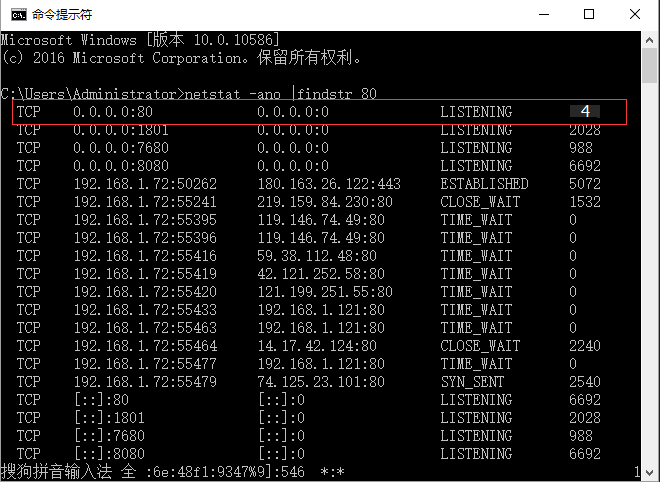 命令提示符
Microsoft Windows [版本 10.0.10586]
(c) 2016 Microsoft Corporation。保留所有权利。
C:\Users\Administrator>netstat -ano |findstr 80
TCP 0.0.0.0:80 0.0.0.0:0 LISTENING 4
TCP 0.0.0.0:1801 0.0.0.0:0 LISTENING 2028
TCP 0.0.0.0:7680 0.0.0.0:0 LISTENING 988
TCP 0.0.0.0:8080 0.0.0.0:0 LISTENING 6692
TCP 192.168.1.72:50262 180.163.26.122:443 ESTABLISHED 5072
TCP 192.168.1.72:55241 219.159.84.230:80 CLOSE_WAIT 1532
TCP 192.168.1.72:55395 119.146.74.49:80 TIME_WAIT 0
TCP 192.168.1.72:55396 119.146.74.49:80 TIME_WAIT 0
TCP 192.168.1.72:55416 59.38.112.48:80 TIME_WAIT 0
TCP 192.168.1.72:55419 42.121.252.58:80 TIME_WAIT 0
TCP 192.168.1.72:55420 121.199.251.55:80 TIME_WAIT 0
TCP 192.168.1.72:55433 192.168.1.121:80 TIME_WAIT 0
TCP 192.168.1.72:55463 192.168.1.121:80 TIME_WAIT 0
TCP 192.168.1.72:55464 14.17.42.124:80 CLOSE_WAIT 2240
TCP 192.168.1.72:55477 192.168.1.121:80 TIME_WAIT 0
TCP 192.168.1.72:55479 74.125.23.101:80 SYN_SENT 2540
TCP [::]:80 [::]:0 LISTENING 6692
TCP [::]:1801 [::]:0 LISTENING 2028
TCP [::]:7680 [::]:0 LISTENING 988
TCP [::]:8080 [::]:0 LISTENING 6692
搜狗拼音输入法 全 :6e:48f1:9347%9]:546 *:* 1